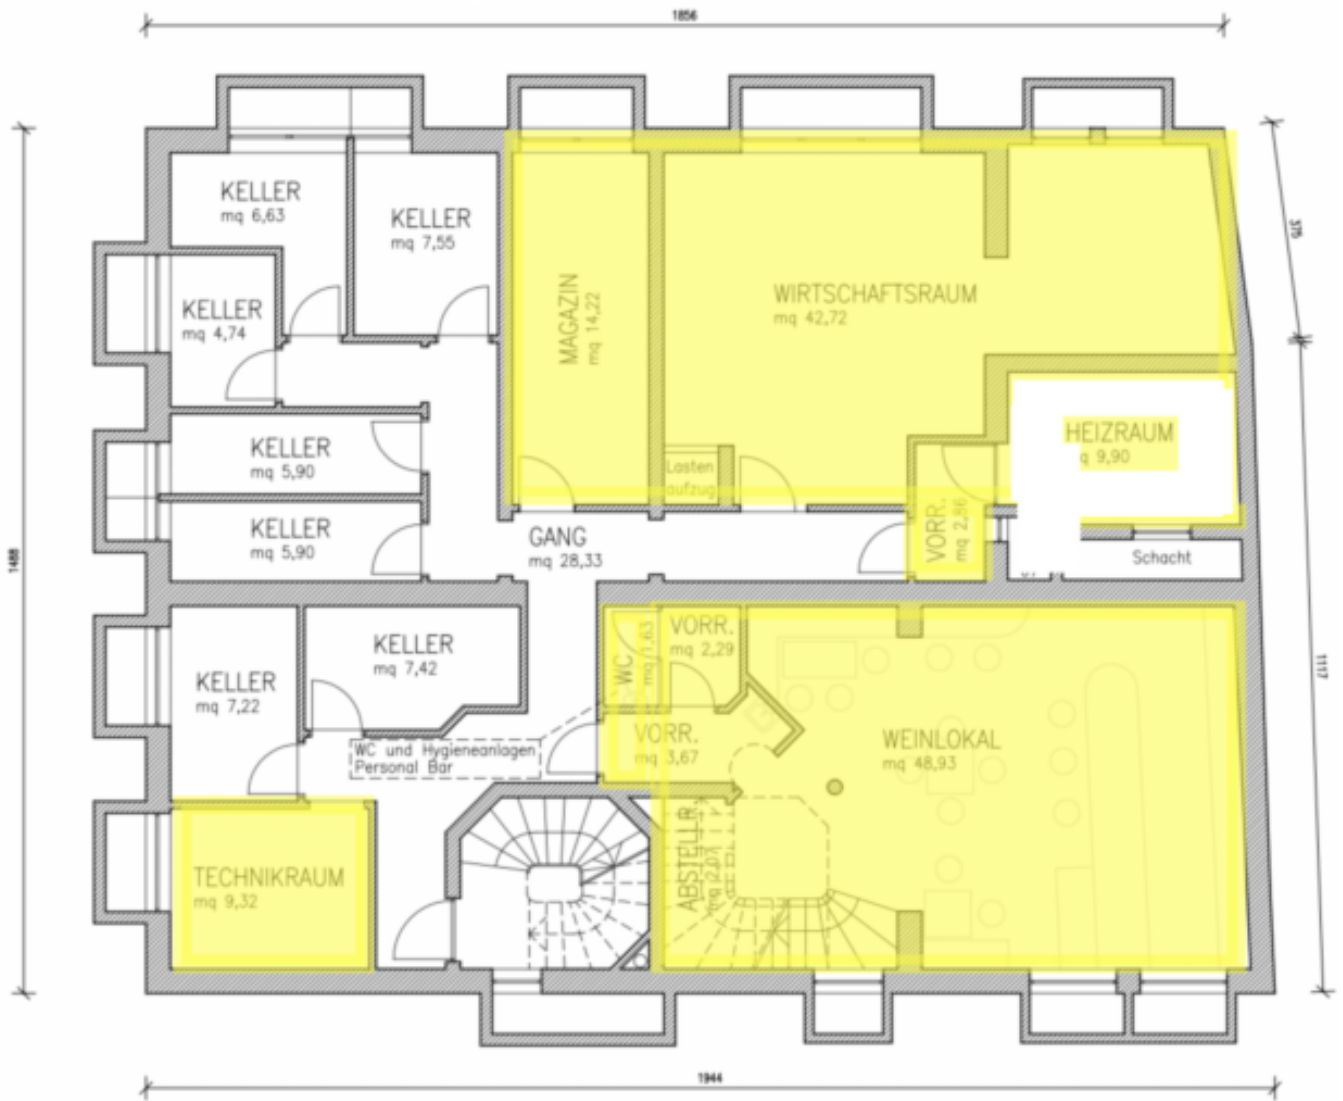 1856
KELLER
mq 6,63
KELLER
mq 7,55
KELLER
mq 4,74
MAGAZIN
mq 14,22
WIRTSCHAFTSRAUM
mq 42,72
375
KELLER
mq 5,90
HEIZRAUM
q 9,90
Lasten
aufzug
KELLER
mq 5,90
GANG
mq 28,33
VORR.
mq 2,86
Schacht
1488
KELLER
mq 7,42
KELLER
mq 7,22
WC
mq 1,63
VORR.
mq 2,29
VORR.
mq 3,67
WC und Hygieneanlagen
Personal Bar
WEINLOKAL
mq 48,93
1117
TECHNIKRAUM
mq 9,32
ABSTELLR.
mq 2,07
1944